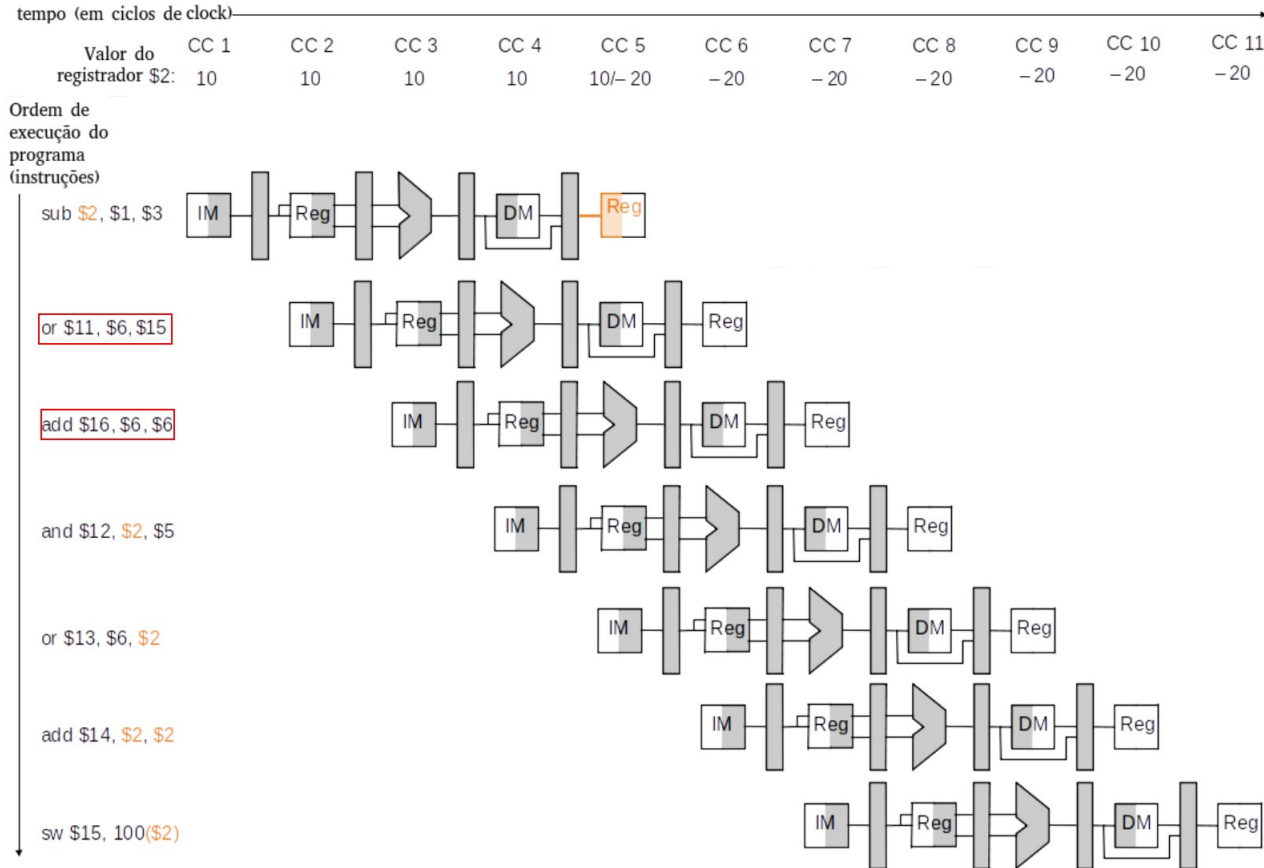 tempo (em ciclos de clock)
CC 1 CC 2 CC 3 CC 4 CC 5 CC 6 CC 7 CC 8 CC 9 CC 10 CC 11
Valor do
registrador $2: 10 10 10 10 10/– 20 – 20 – 20 – 20 – 20 – 20 – 20
Ordem de
execução do
programa
(instruções)
sub $2, $1, $3 IM Reg DM Reg
or $11, $6, $15 IM Reg DM Reg
add $16, $6, $6 IM Reg DM Reg
and $12, $2, $5 IM Reg DM Reg
or $13, $6, $2 IM Reg DM Reg
add $14, $2, $2 IM Reg DM Reg
sw $15, 100($2) IM Reg DM Reg